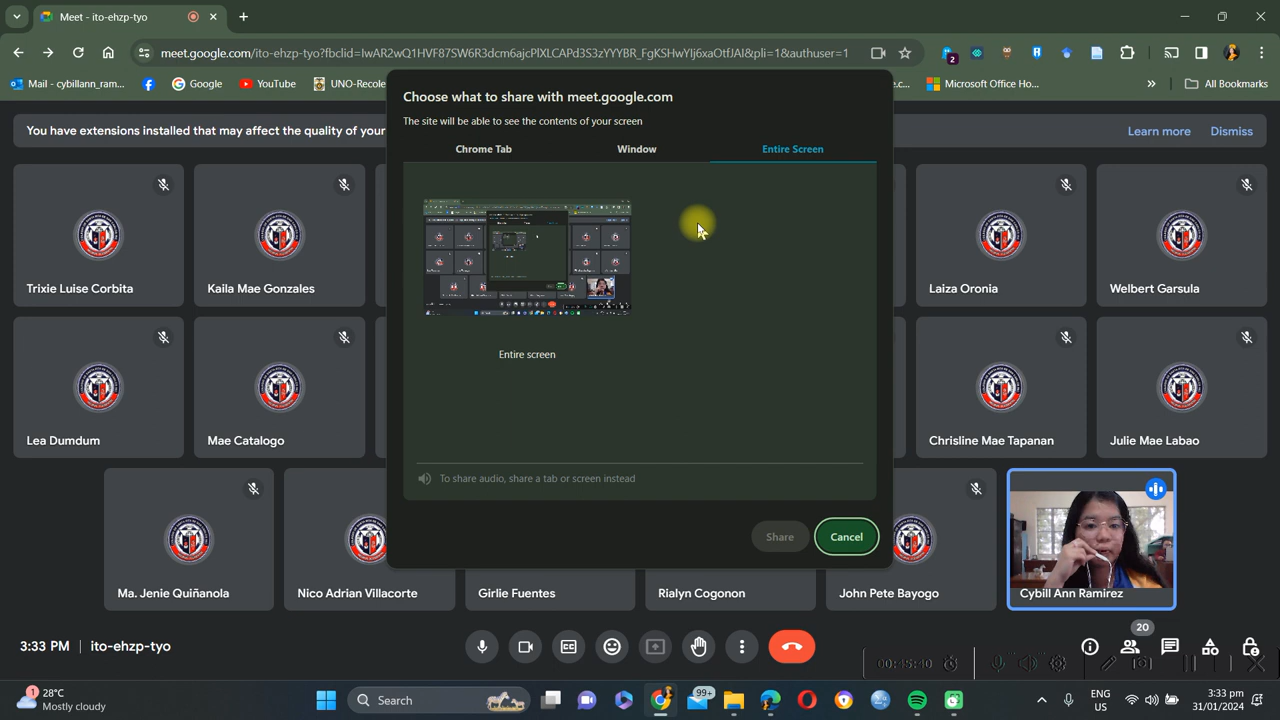 Meet - ito-ehzp-tyo
meet.google.com/ito-ehzp-tyo?fbclid=IwAR2wQ1HVF87SW6R3dcm6ajcPlXLCAPd3S3zYYYBR_FgKSHwYIj6xaOtfJAI&pli=1&authuser=1
2
Mail - cybillann_ram...
Google
YouTube
UNO-Recole
.c...
Microsoft Office Ho...
»
All Bookmarks
Choose what to share with meet.google.com
The site will be able to see the contents of your screen
Chrome Tab
Window
Entire Screen
You have extensions installed that may affect the quality of your
Learn more
Dismiss
Trixie Luise Corbita
Kaila Mae Gonzales
Laiza Oronia
Welbert Garsula
Entire screen
Lea Dumdum
Mae Catalogo
Chrisline Mae Tapanan
Julie Mae Labao
To share audio, share a tab or screen instead
Share
Cancel
Ma. Jenie Quiñanola
Nico Adrian Villacorte
Girlie Fuentes
Rialyn Cogonon
John Pete Bayogo
Cybill Ann Ramirez
3:33 PM
ito-ehzp-tyo
20
00:45:40
1
28°C
Mostly cloudy
Search
99+
ENG
US
3:33 pm
31/01/2024